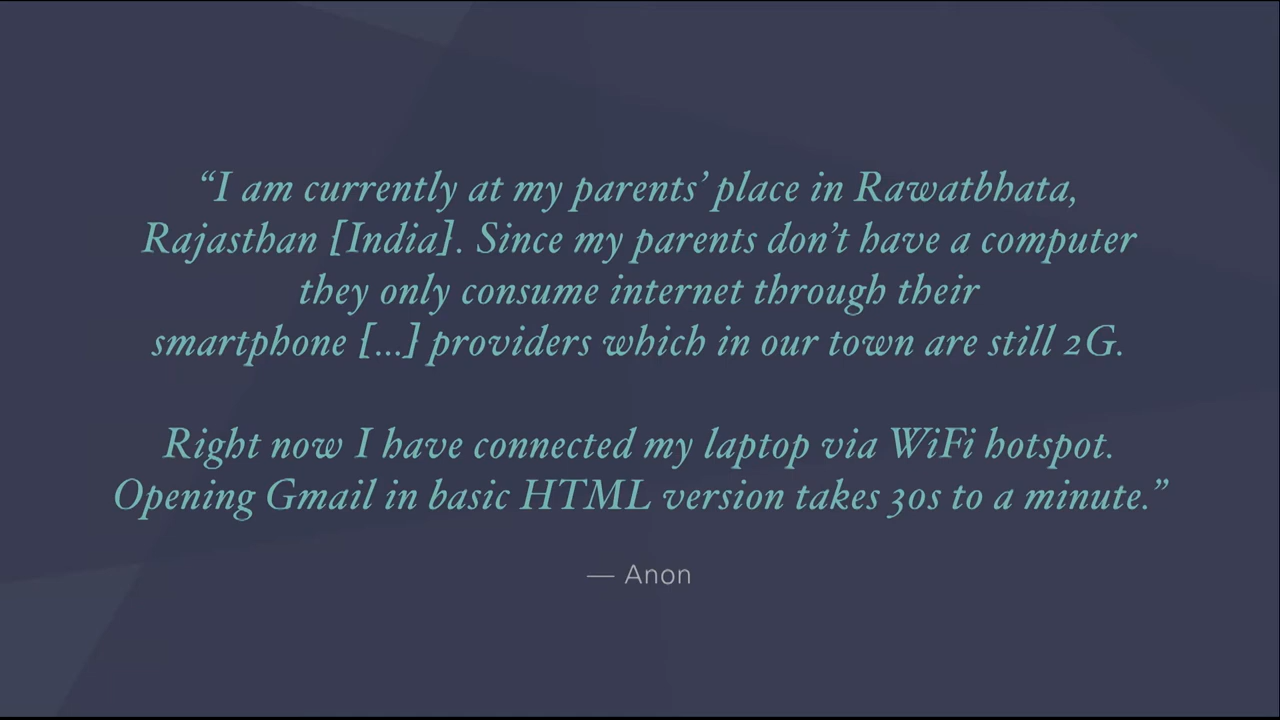 “I am currently at my parents’ place in Rawatbhata,
Rajasthan [India]. Since my parents don’t have a computer
they only consume internet through their
smartphone [...] providers which in our town are still 2G.
Right now I have connected my laptop via WiFi hotspot.
Opening Gmail in basic HTML version takes 30s to a minute.”
— Anon